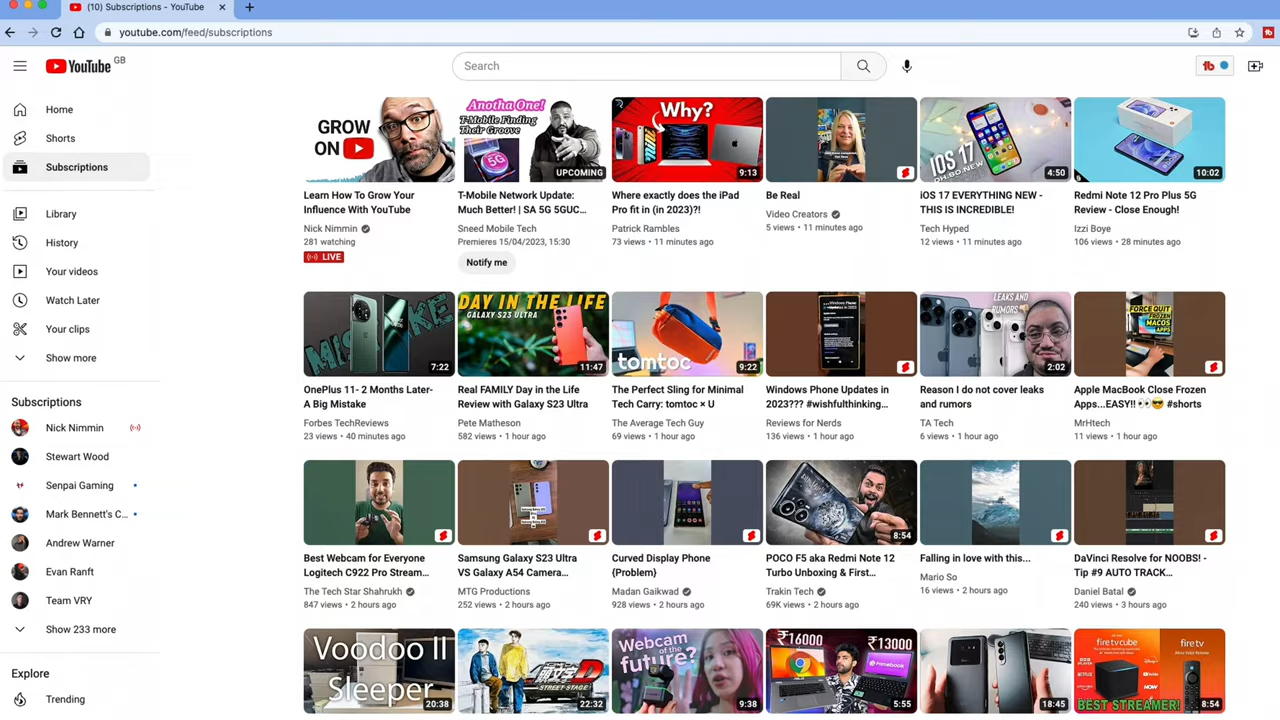 (10) Subscriptions - YouTube
youtube.com/feed/subscriptions
YouTube GB
Search
Home
Shorts
Subscriptions
Library
History
Your videos
Watch Later
Your clips
Show more
Subscriptions
Nick Nimmin
Stewart Wood
Senpai Gaming
Mark Bennett's C...
Andrew Warner
Evan Ranft
Team VRY
Show 233 more
Explore
Trending
GROW
ON
Learn How To Grow Your
Influence With YouTube
Nick Nimmin
281 watching
LIVE
Anotha One!
T-Mobile Finding
Their Groove
5G
UPCOMING
T-Mobile Network Update:
Much Better! | SA 5G 5GUC...
Sneed Mobile Tech
Premieres 15/04/2023, 15:30
Notify me
Why?
9:13
Where exactly does the iPad
Pro fit in (in 2023)?!
Patrick Rambles
73 views • 11 minutes ago
Be Real
Video Creators
5 views • 11 minutes ago
iOS 17
OH.BO.NEW
4:50
iOS 17 EVERYTHING NEW -
THIS IS INCREDIBLE!
Tech Hyped
12 views • 11 minutes ago
10:02
Redmi Note 12 Pro Plus 5G
Review - Close Enough!
Izzi Boye
106 views • 28 minutes ago
MISTAKE
7:22
OnePlus 11- 2 Months Later-
A Big Mistake
Forbes TechReviews
23 views • 40 minutes ago
DAY IN THE LIFE
GALAXY S23 ULTRA
11:47
Real FAMILY Day in the Life
Review with Galaxy S23 Ultra
Pete Matheson
582 views • 1 hour ago
tomtoc
9:22
The Perfect Sling for Minimal
Tech Carry: tomtoc × U
The Average Tech Guy
69 views • 1 hour ago
Windows Phone Updates in
2023??? #wishfulthinking...
Reviews for Nerds
136 views • 1 hour ago
LEAKS AND
RUMORS
2:02
Reason I do not cover leaks
and rumors
TA Tech
6 views • 1 hour ago
FORCE QUIT
FROZEN
MACOS
APPS
Apple MacBook Close Frozen
Apps...EASY!! 👀😎 #shorts
MrHtech
11 views • 1 hour ago
Best Webcam for Everyone
Logitech C922 Pro Stream...
The Tech Star Shahrukh
847 views • 2 hours ago
Samsung Galaxy S23 Ultra
VS Galaxy A54 Camera...
MTG Productions
252 views • 2 hours ago
Curved Display Phone
{Problem}
Madan Gaikwad
928 views • 2 hours ago
8:54
POCO F5 aka Redmi Note 12
Turbo Unboxing & First...
Trakin Tech
69K views • 2 hours ago
Falling in love with this...
Mario So
16 views • 2 hours ago
DaVinci Resolve for NOOBS! -
Tip #9 AUTO TRACK...
Daniel Batal
240 views • 3 hours ago
Voodoo II
Sleeper
20:38
STREET STAGE!
22:32
Webcam
of the
future?
9:38
₹16000
₹13000
Primebook
5:55
18:45
fire tv cube
fire tv
BEST STREAMER!
8:54